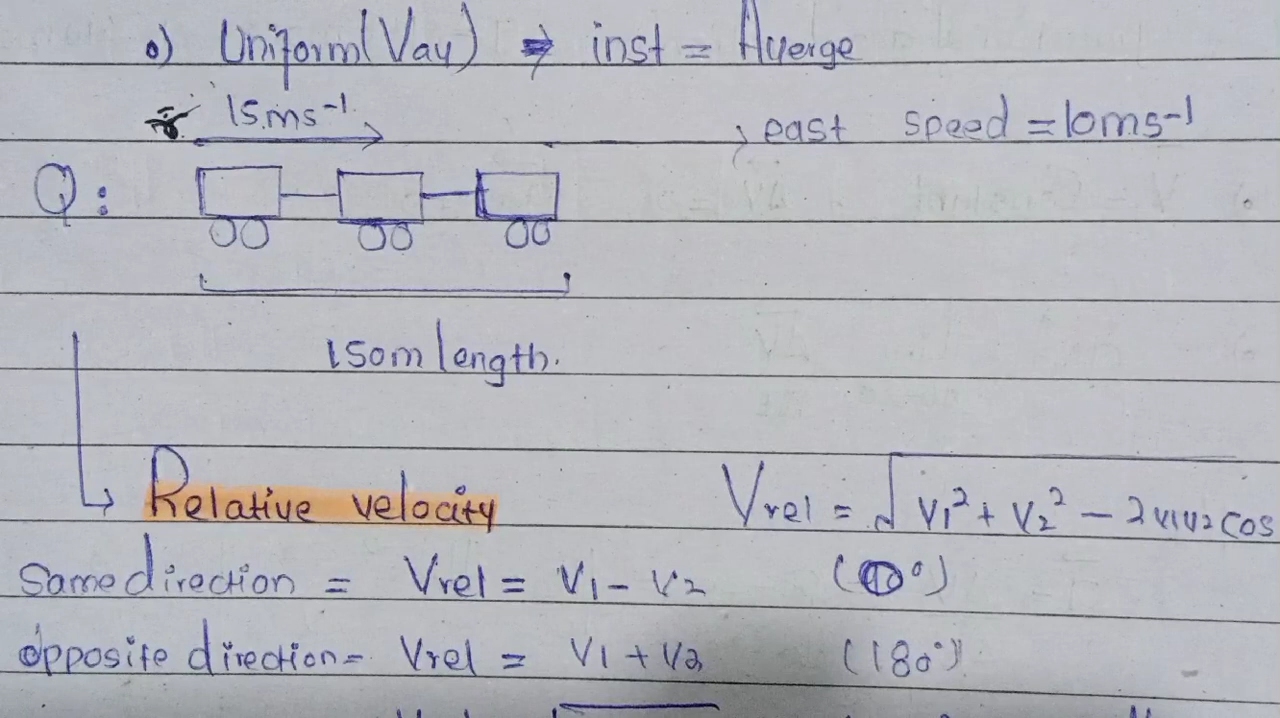 o) Uniform (Vav) ⇒ inst = Averge
15ms⁻¹ → east speed = 10ms⁻¹
Q:
150m length.
Relative velocity Vrel = √v₁² + v₂² - 2v₁v₂ cos
Same direction = Vrel = V₁ - V₂ (0°)
opposite direction = Vrel = V₁ + V₂ (180°)